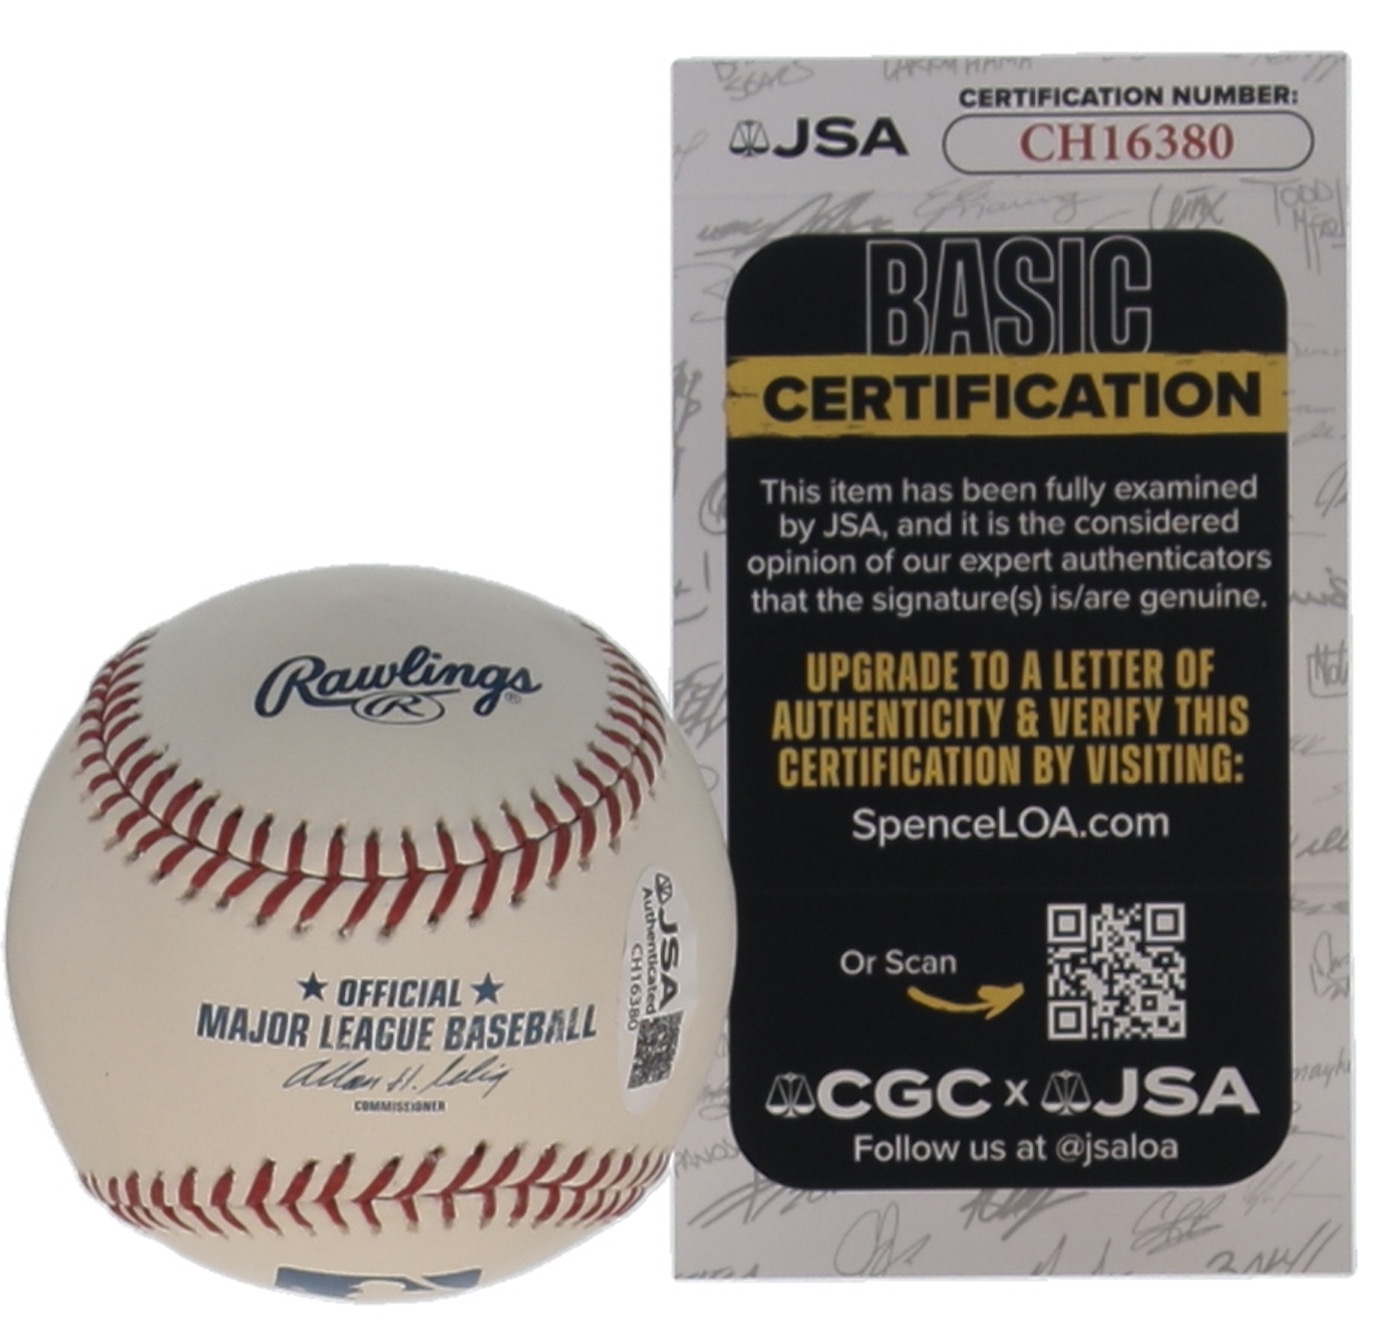 JSA
CERTIFICATION NUMBER:
CH16380
BASIC
CERTIFICATION
This item has been fully examined
by JSA, and it is the considered
opinion of our expert authenticators
that the signature(s) is/are genuine.
UPGRADE TO A LETTER OF
AUTHENTICITY & VERIFY THIS
CERTIFICATION BY VISITING:
SpenceLOA.com
Or Scan
CGC x JSA
Follow us at @jsaloa
Rawlings®
R
OFFICIAL
MAJOR LEAGUE BASEBALL
Allan H. Selig
COMMISSIONER
JSA
Authenticated
CH16380